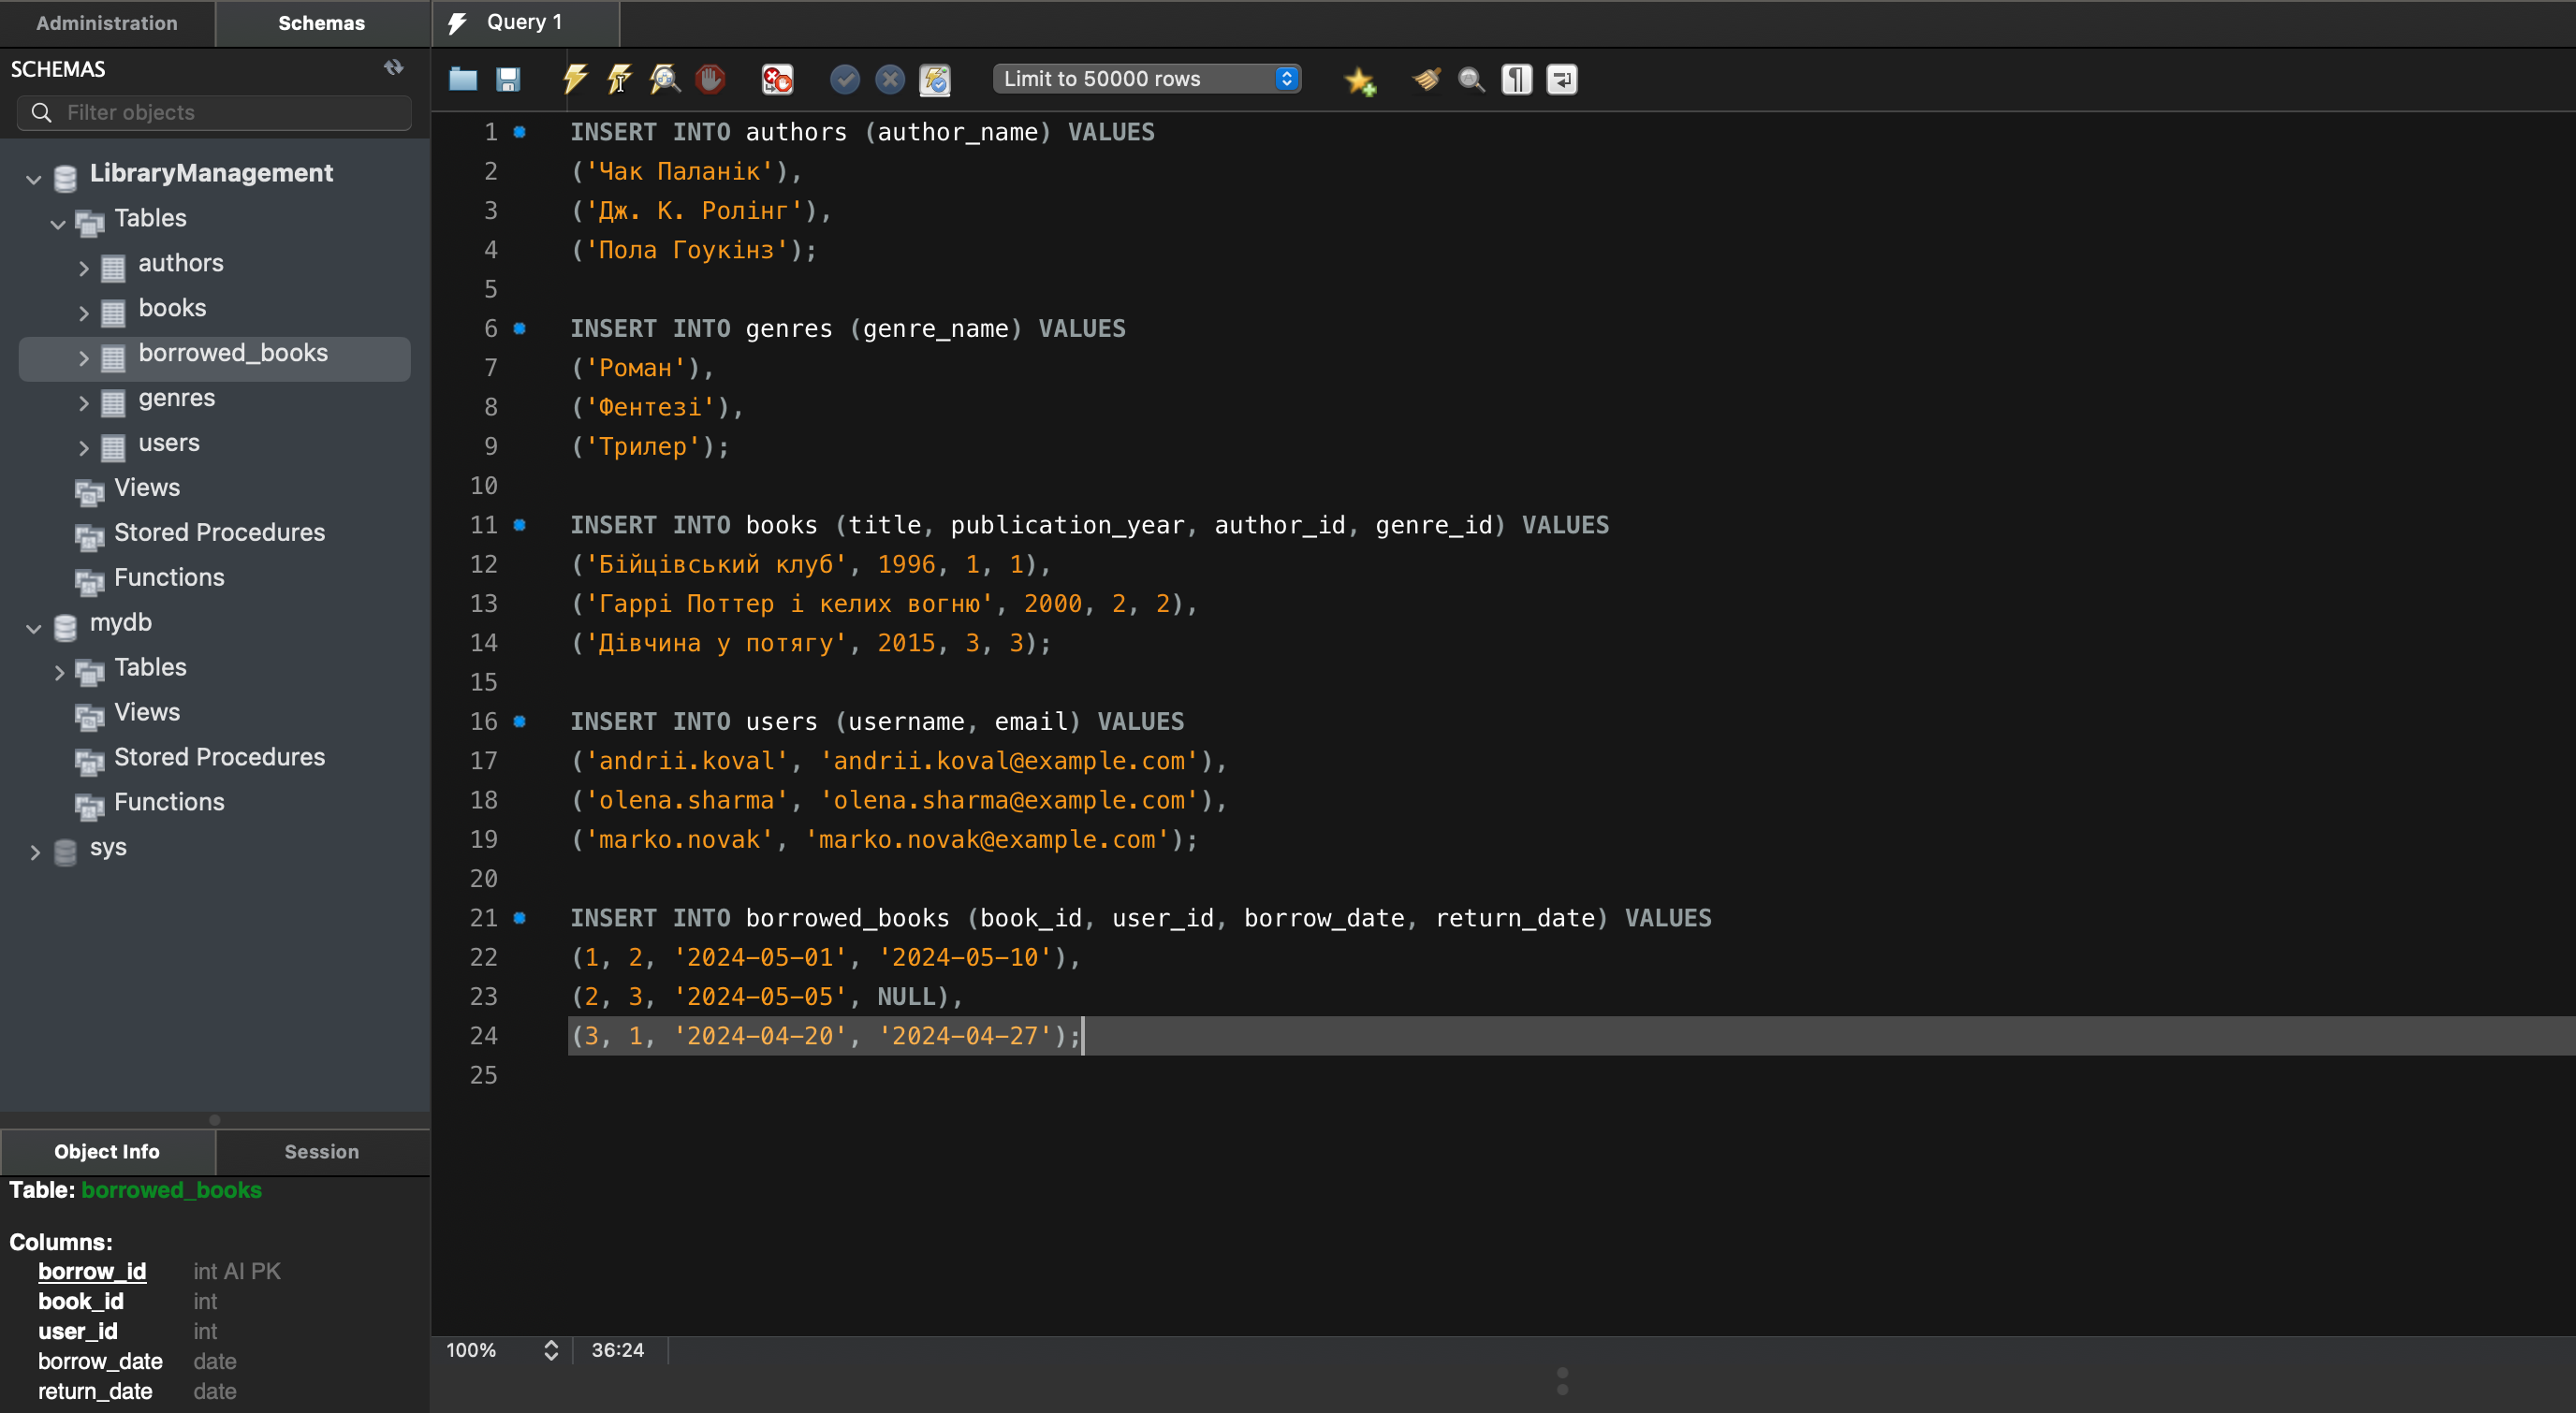 Administration
Schemas
Query 1
SCHEMAS
Filter objects
LibraryManagement
Tables
authors
books
borrowed_books
genres
users
Views
Stored Procedures
Functions
mydb
Tables
Views
Stored Procedures
Functions
sys
Object Info
Session
Table: borrowed_books
Columns:
borrow_id int AI PK
book_id int
user_id int
borrow_date date
return_date date
Limit to 50000 rows
1 INSERT INTO authors (author_name) VALUES
2 ('Чак Паланік'),
3 ('Дж. К. Ролінг'),
4 ('Пола Гоукінз');
5
6 INSERT INTO genres (genre_name) VALUES
7 ('Роман'),
8 ('Фентезі'),
9 ('Трилер');
10
11 INSERT INTO books (title, publication_year, author_id, genre_id) VALUES
12 ('Бійцівський клуб', 1996, 1, 1),
13 ('Гаррі Поттер і келих вогню', 2000, 2, 2),
14 ('Дівчина у потягу', 2015, 3, 3);
15
16 INSERT INTO users (username, email) VALUES
17 ('andrii.koval', 'andrii.koval@example.com'),
18 ('olena.sharma', 'olena.sharma@example.com'),
19 ('marko.novak', 'marko.novak@example.com');
20
21 INSERT INTO borrowed_books (book_id, user_id, borrow_date, return_date) VALUES
22 (1, 2, '2024-05-01', '2024-05-10'),
23 (2, 3, '2024-05-05', NULL),
24 (3, 1, '2024-04-20', '2024-04-27');
25
100% 36:24